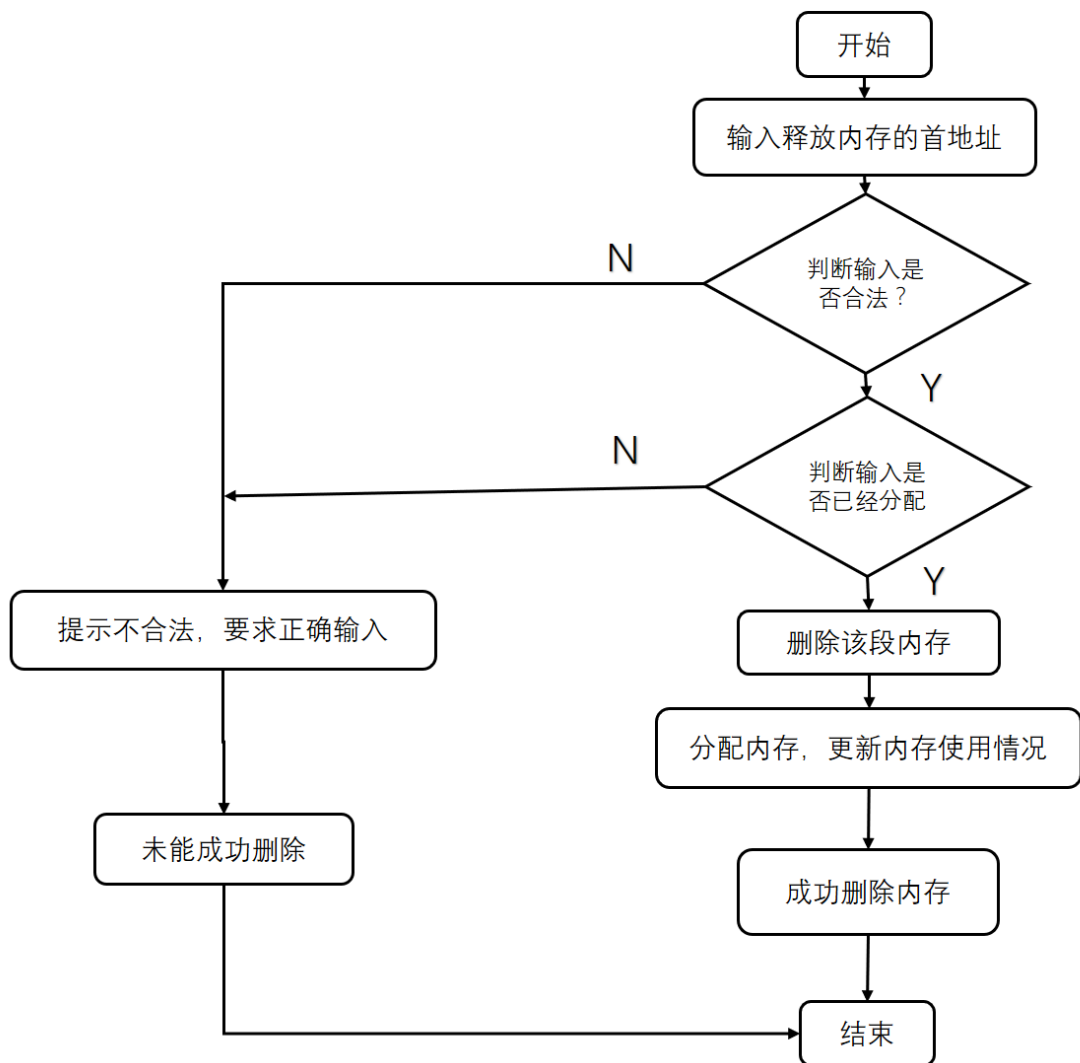 开始
输入释放内存的首地址
N
判断输入是
否合法？
Y
N
判断输入是
否已经分配
Y
提示不合法，要求正确输入
删除该段内存
分配内存，更新内存使用情况
未能成功删除
成功删除内存
结束